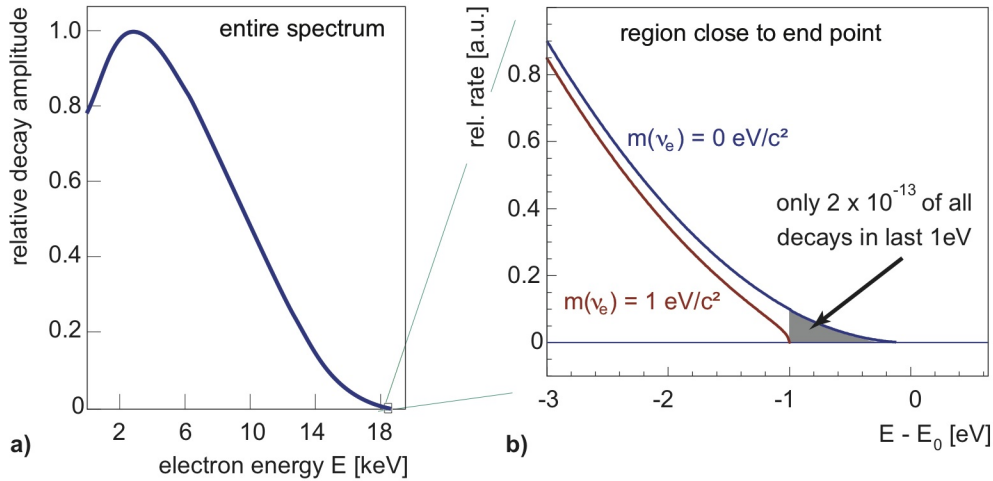 entire spectrum
relative decay amplitude
1.0
0.8
0.6
0.4
0.2
0
2
6
10
14
18
electron energy E [keV]
a)
region close to end point
rel. rate [a.u.]
0.8
0.6
0.4
0.2
0
m(νₑ) = 0 eV/c²
only 2 x 10⁻¹³ of all
decays in last 1eV
m(νₑ) = 1 eV/c²
-3
-2
-1
0
E - E₀ [eV]
b)